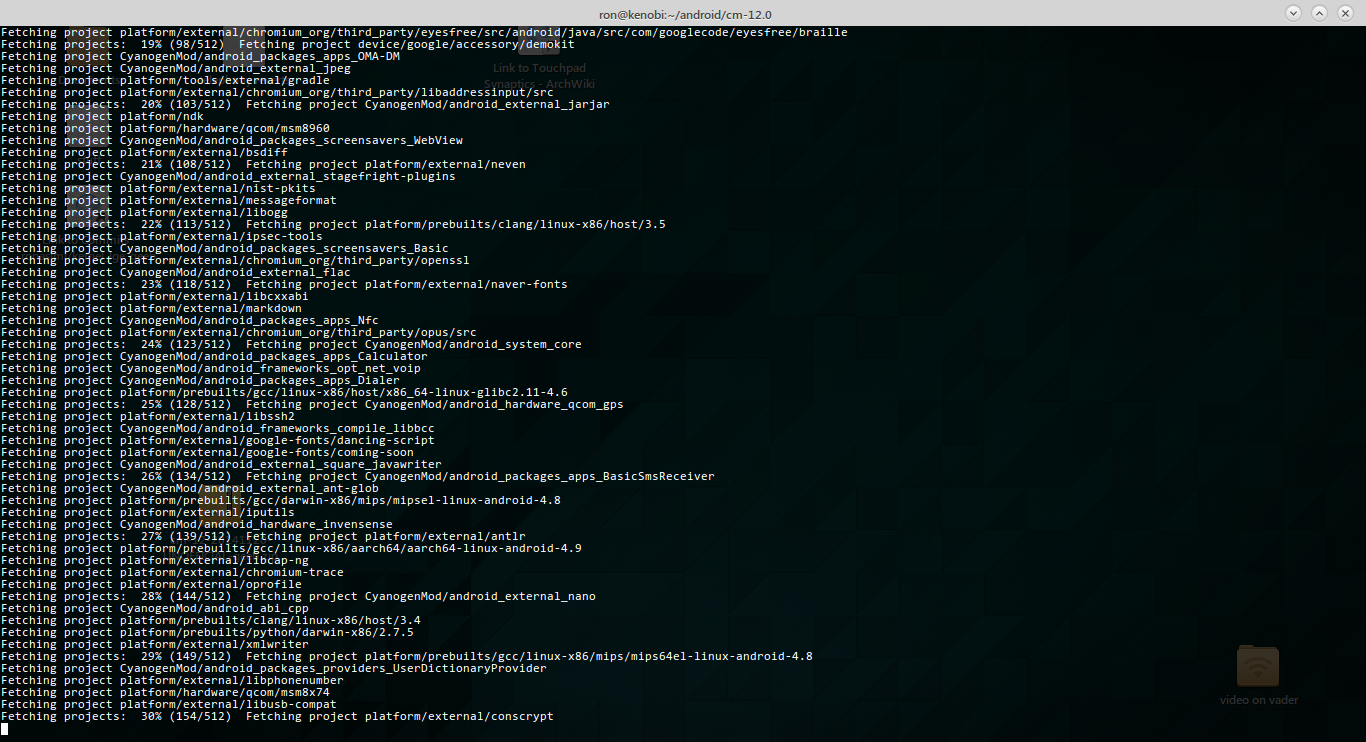 ron@kenobi:~/android/cm-12.0
Fetching project platform/external/chromium_org/third_party/eyesfree/src/android/java/src/com/googlecode/eyesfree/braille
Fetching projects:  19% (98/512)  Fetching project device/google/accessory/demokit
Fetching project CyanogenMod/android_packages_apps_OMA-DM
Fetching project CyanogenMod/android_external_jpeg
Fetching project platform/tools/external/gradle
Fetching project platform/external/chromium_org/third_party/libaddressinput/src
Fetching projects:  20% (103/512)  Fetching project CyanogenMod/android_external_jarjar
Fetching project platform/ndk
Fetching project platform/hardware/qcom/msm8960
Fetching project CyanogenMod/android_packages_screensavers_WebView
Fetching project platform/external/bsdiff
Fetching projects:  21% (108/512)  Fetching project platform/external/neven
Fetching project CyanogenMod/android_external_stagefright-plugins
Fetching project platform/external/nist-pkits
Fetching project platform/external/messageformat
Fetching project platform/external/libogg
Fetching projects:  22% (113/512)  Fetching project platform/prebuilts/clang/linux-x86/host/3.5
Fetching project platform/external/ipsec-tools
Fetching project CyanogenMod/android_packages_screensavers_Basic
Fetching project platform/external/chromium_org/third_party/openssl
Fetching project CyanogenMod/android_external_flac
Fetching projects:  23% (118/512)  Fetching project platform/external/naver-fonts
Fetching project platform/external/libcxxabi
Fetching project platform/external/markdown
Fetching project CyanogenMod/android_packages_apps_Nfc
Fetching project platform/external/chromium_org/third_party/opus/src
Fetching projects:  24% (123/512)  Fetching project CyanogenMod/android_system_core
Fetching project CyanogenMod/android_packages_apps_Calculator
Fetching project CyanogenMod/android_frameworks_opt_net_voip
Fetching project CyanogenMod/android_packages_apps_Dialer
Fetching project platform/prebuilts/gcc/linux-x86/host/x86_64-linux-glibc2.11-4.6
Fetching projects:  25% (128/512)  Fetching project CyanogenMod/android_hardware_qcom_gps
Fetching project platform/external/libssh2
Fetching project CyanogenMod/android_frameworks_compile_libbcc
Fetching project platform/external/google-fonts/dancing-script
Fetching project platform/external/google-fonts/coming-soon
Fetching project CyanogenMod/android_external_square_javawriter
Fetching projects:  26% (134/512)  Fetching project CyanogenMod/android_packages_apps_BasicSmsReceiver
Fetching project CyanogenMod/android_external_ant-glob
Fetching project platform/prebuilts/gcc/darwin-x86/mips/mipsel-linux-android-4.8
Fetching project platform/external/iputils
Fetching project CyanogenMod/android_hardware_invensense
Fetching projects:  27% (139/512)  Fetching project platform/external/antlr
Fetching project platform/prebuilts/gcc/linux-x86/aarch64/aarch64-linux-android-4.9
Fetching project platform/external/libcap-ng
Fetching project platform/external/chromium-trace
Fetching project platform/external/oprofile
Fetching projects:  28% (144/512)  Fetching project CyanogenMod/android_external_nano
Fetching project CyanogenMod/android_abi_cpp
Fetching project platform/prebuilts/clang/linux-x86/host/3.4
Fetching project platform/prebuilts/python/darwin-x86/2.7.5
Fetching project platform/external/xmlwriter
Fetching projects:  29% (149/512)  Fetching project platform/prebuilts/gcc/linux-x86/mips/mips64el-linux-android-4.8
Fetching project CyanogenMod/android_packages_providers_UserDictionaryProvider
Fetching project platform/external/libphonenumber
Fetching project platform/hardware/qcom/msm8x74
Fetching project platform/external/libusb-compat
Fetching projects:  30% (154/512)  Fetching project platform/external/conscrypt
Link to Touchpad
Synaptics - ArchWiki
video on vader